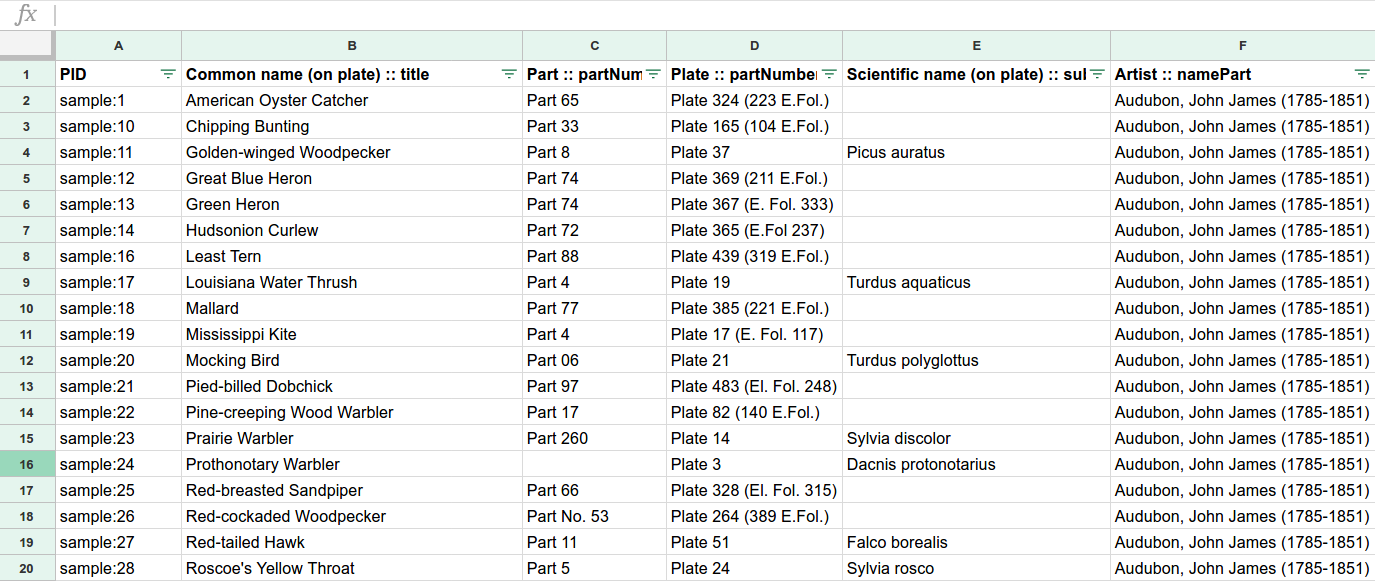 fx
A B C D E F
1 PID Common name (on plate) :: title Part :: partNum Plate :: partNumber Scientific name (on plate) :: sul Artist :: namePart
2 sample:1 American Oyster Catcher Part 65 Plate 324 (223 E.Fol.) Audubon, John James (1785-1851)
3 sample:10 Chipping Bunting Part 33 Plate 165 (104 E.Fol.) Audubon, John James (1785-1851)
4 sample:11 Golden-winged Woodpecker Part 8 Plate 37 Picus auratus Audubon, John James (1785-1851)
5 sample:12 Great Blue Heron Part 74 Plate 369 (211 E.Fol.) Audubon, John James (1785-1851)
6 sample:13 Green Heron Part 74 Plate 367 (E. Fol. 333) Audubon, John James (1785-1851)
7 sample:14 Hudsonion Curlew Part 72 Plate 365 (E.Fol 237) Audubon, John James (1785-1851)
8 sample:16 Least Tern Part 88 Plate 439 (319 E.Fol.) Audubon, John James (1785-1851)
9 sample:17 Louisiana Water Thrush Part 4 Plate 19 Turdus aquaticus Audubon, John James (1785-1851)
10 sample:18 Mallard Part 77 Plate 385 (221 E.Fol.) Audubon, John James (1785-1851)
11 sample:19 Mississippi Kite Part 4 Plate 17 (E. Fol. 117) Audubon, John James (1785-1851)
12 sample:20 Mocking Bird Part 06 Plate 21 Turdus polyglottus Audubon, John James (1785-1851)
13 sample:21 Pied-billed Dobchick Part 97 Plate 483 (El. Fol. 248) Audubon, John James (1785-1851)
14 sample:22 Pine-creeping Wood Warbler Part 17 Plate 82 (140 E.Fol.) Audubon, John James (1785-1851)
15 sample:23 Prairie Warbler Part 260 Plate 14 Sylvia discolor Audubon, John James (1785-1851)
16 sample:24 Prothonotary Warbler Plate 3 Dacnis protonotarius Audubon, John James (1785-1851)
17 sample:25 Red-breasted Sandpiper Part 66 Plate 328 (El. Fol. 315) Audubon, John James (1785-1851)
18 sample:26 Red-cockaded Woodpecker Part No. 53 Plate 264 (389 E.Fol.) Audubon, John James (1785-1851)
19 sample:27 Red-tailed Hawk Part 11 Plate 51 Falco borealis Audubon, John James (1785-1851)
20 sample:28 Roscoe's Yellow Throat Part 5 Plate 24 Sylvia rosco Audubon, John James (1785-1851)